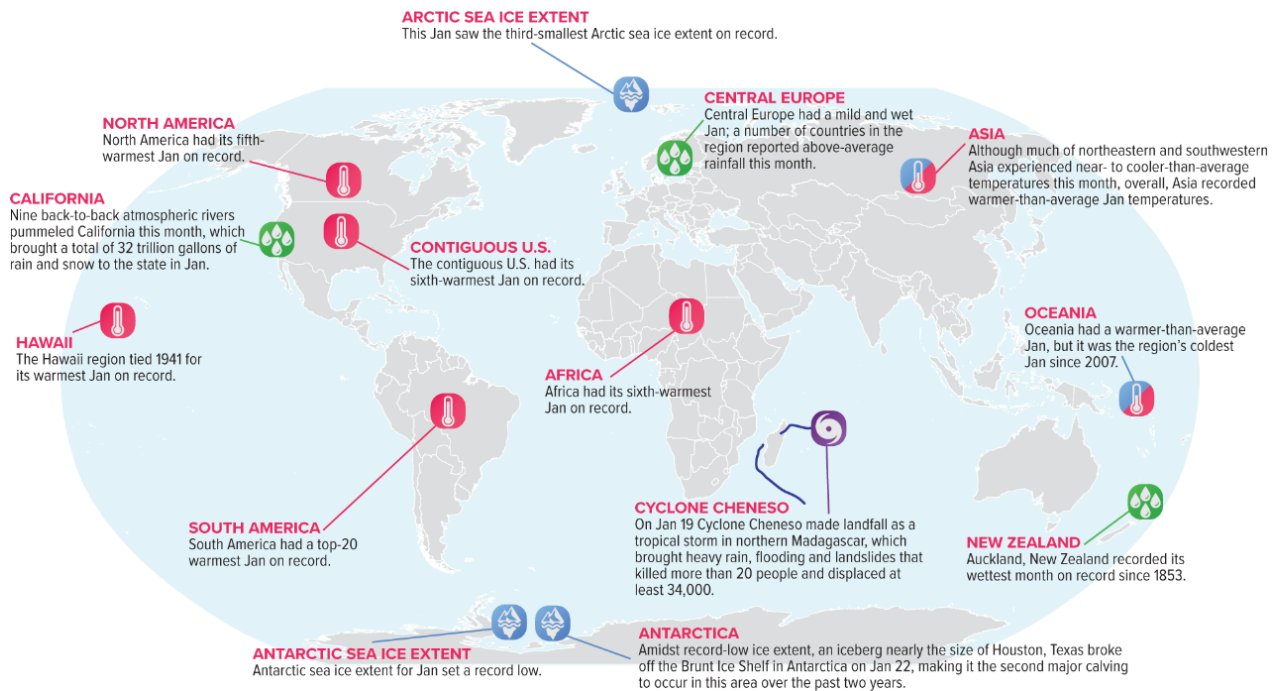 ARCTIC SEA ICE EXTENT
This Jan saw the third-smallest Arctic sea ice extent on record.
NORTH AMERICA
North America had its fifth-
warmest Jan on record.
CENTRAL EUROPE
Central Europe had a mild and wet
Jan; a number of countries in the
region reported above-average
rainfall this month.
ASIA
Although much of northeastern and southwestern
Asia experienced near- to cooler-than-average
temperatures this month, overall, Asia recorded
warmer-than-average Jan temperatures.
CALIFORNIA
Nine back-to-back atmospheric rivers
pummeled California this month, which
brought a total of 32 trillion gallons of
rain and snow to the state in Jan.
CONTIGUOUS U.S.
The contiguous U.S. had its
sixth-warmest Jan on record.
HAWAII
The Hawaii region tied 1941 for
its warmest Jan on record.
AFRICA
Africa had its sixth-warmest
Jan on record.
OCEANIA
Oceania had a warmer-than-average
Jan, but it was the region's coldest
Jan since 2007.
SOUTH AMERICA
South America had a top-20
warmest Jan on record.
CYCLONE CHENESO
On Jan 19 Cyclone Cheneso made landfall as a
tropical storm in northern Madagascar, which
brought heavy rain, flooding and landslides that
killed more than 20 people and displaced at
least 34,000.
NEW ZEALAND
Auckland, New Zealand recorded its
wettest month on record since 1853.
ANTARCTIC SEA ICE EXTENT
Antarctic sea ice extent for Jan set a record low.
ANTARCTICA
Amidst record-low ice extent, an iceberg nearly the size of Houston, Texas broke
off the Brunt Ice Shelf in Antarctica on Jan 22, making it the second major calving
to occur in this area over the past two years.